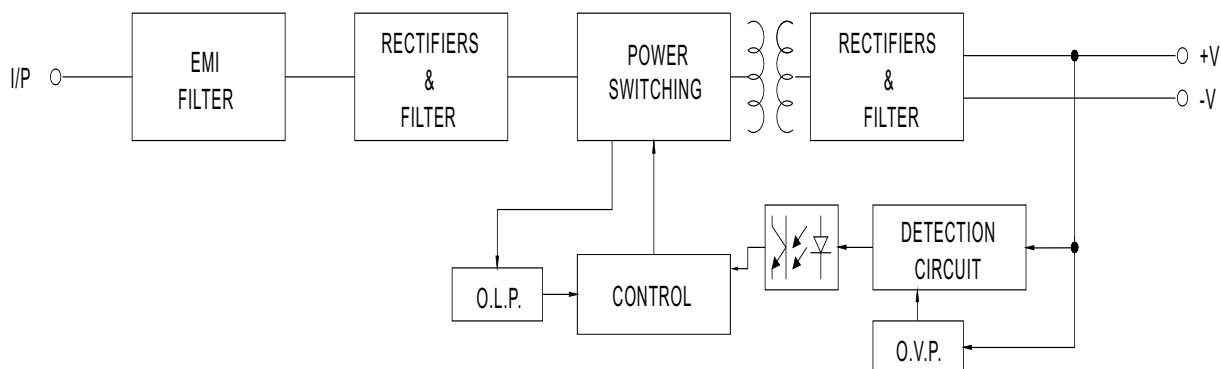 I/P
EMI
FILTER
RECTIFIERS
&
FILTER
POWER
SWITCHING
RECTIFIERS
&
FILTER
+V
-V
O.L.P.
CONTROL
DETECTION
CIRCUIT
O.V.P.